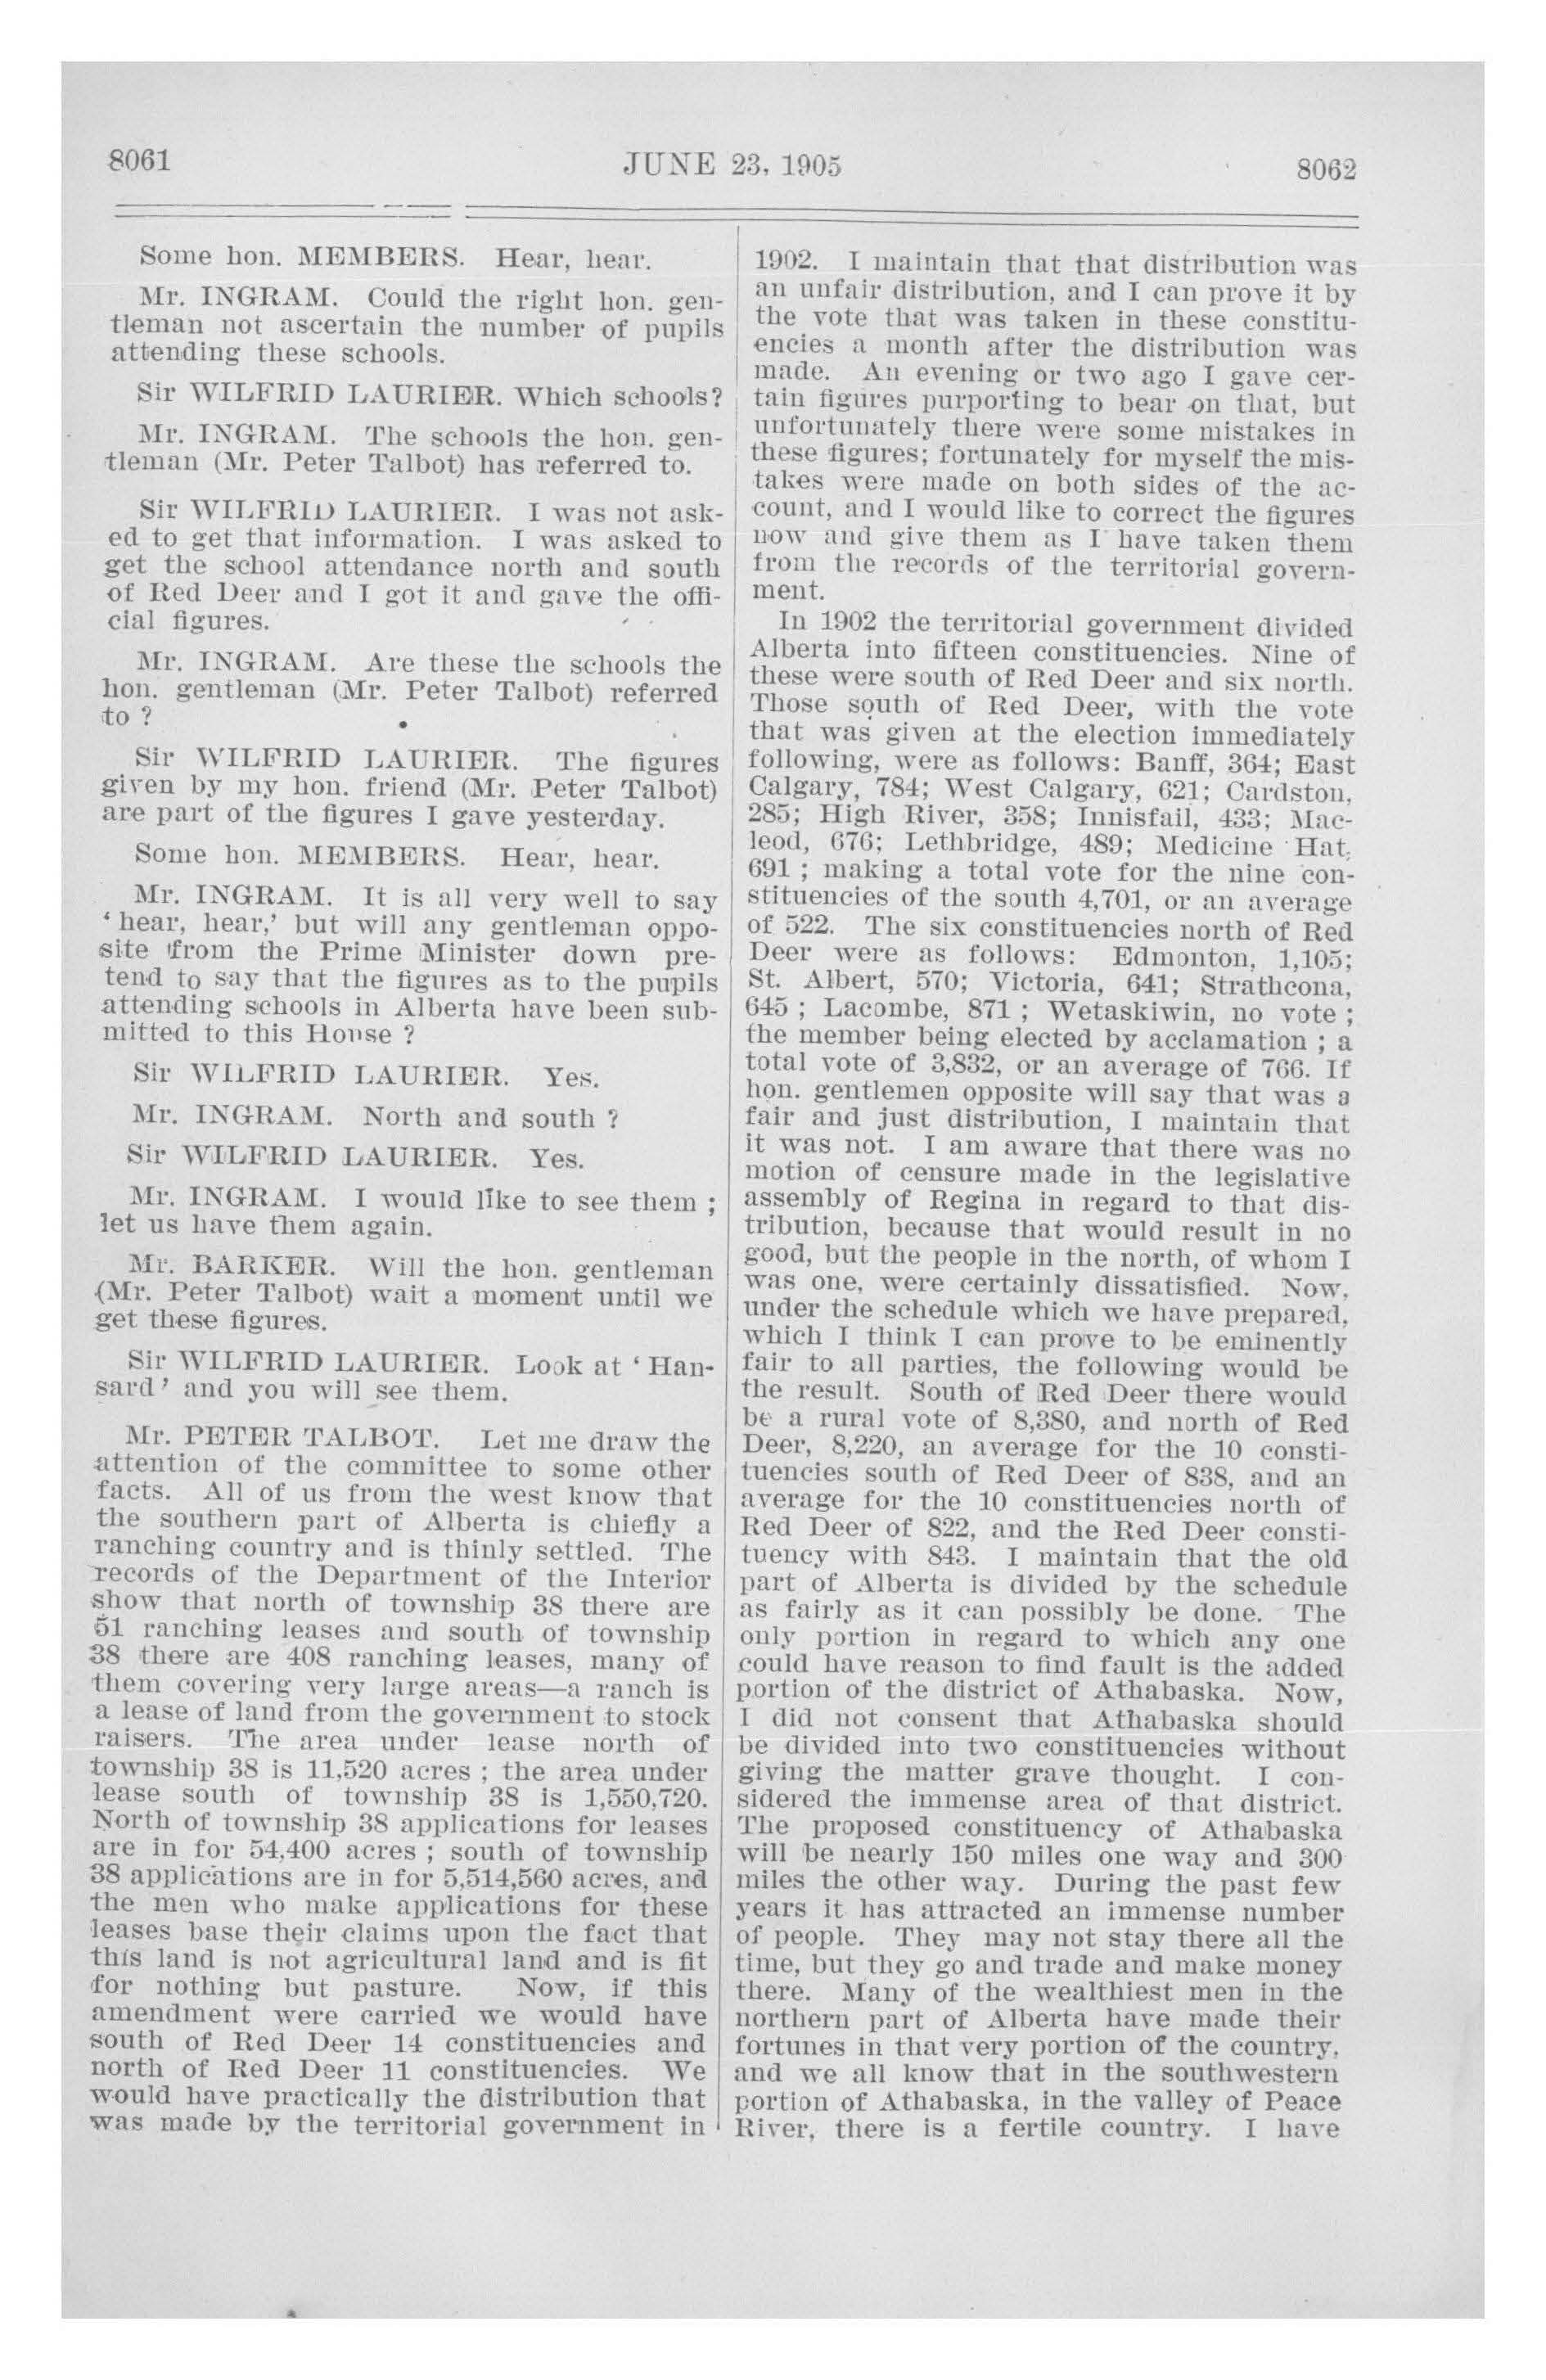 8061
JUNE 23, 1905
8062
Some hon. MEMBERS. Hear, hear.
Mr. INGRAM. Could the right hon. gen-
tleman not ascertain the number of pupils
attending these schools.
Sir WILFRID LAURIER. Which schools?
Mr. INGRAM. The schools the hon. gen-
tleman (Mr. Peter Talbot) has referred to.
Sir WILFRID LAURIER. I was not ask-
ed to get that information. I was asked to
get the school attendance north and south
of Red Deer and I got it and gave the offi-
cial figures.
Mr. INGRAM. Are these the schools the
hon. gentleman (Mr. Peter Talbot) referred
to ?
Sir WILFRID LAURIER. The figures
given by my hon. friend (Mr. Peter Talbot)
are part of the figures I gave yesterday.
Some hon. MEMBERS. Hear, hear.
Mr. INGRAM. It is all very well to say
‘ hear, hear,’ but will any gentleman oppo-
site from the Prime Minister down pre-
tend to say that the figures as to the pupils
attending schools in Alberta have been sub-
mitted to this House ?
Sir WILFRID LAURIER. Yes.
Mr. INGRAM. North and south ?
Sir WILFRID LAURIER. Yes.
Mr. INGRAM. I would like to see them ;
let us have them again.
Mr. BARKER. Will the hon. gentleman
(Mr. Peter Talbot) wait a moment until we
get these figures.
Sir WILFRID LAURIER. Look at ‘ Han-
sard ’ and you will see them.
Mr. PETER TALBOT. Let me draw the
attention of the committee to some other
facts. All of us from the west know that
the southern part of Alberta is chiefly a
ranching country and is thinly settled. The
records of the Department of the Interior
show that north of township 38 there are
51 ranching leases and south of township
38 there are 408 ranching leases, many of
them covering very large areas—a ranch is
a lease of land from the government to stock
raisers. The area under lease north of
township 38 is 11,520 acres ; the area under
lease south of township 38 is 1,550,720.
North of township 38 applications for leases
are in for 54,400 acres ; south of township
38 applications are in for 5,514,560 acres, and
the men who make applications for these
leases base their claims upon the fact that
this land is not agricultural land and is fit
for nothing but pasture. Now, if this
amendment were carried we would have
south of Red Deer 14 constituencies and
north of Red Deer 11 constituencies. We
would have practically the distribution that
was made by the territorial government in
1902. I maintain that that distribution was
an unfair distribution, and I can prove it by
the vote that was taken in these constitu-
encies a month after the distribution was
made. An evening or two ago I gave cer-
tain figures purporting to bear on that, but
unfortunately there were some mistakes in
these figures; fortunately for myself the mis-
takes were made on both sides of the ac-
count, and I would like to correct the figures
now and give them as I have taken them
from the records of the territorial govern-
ment.
In 1902 the territorial government divided
Alberta into fifteen constituencies. Nine of
these were south of Red Deer and six north.
Those south of Red Deer, with the vote
that was given at the election immediately
following, were as follows: Banff, 364; East
Calgary, 784; West Calgary, 621; Cardston,
285; High River, 358; Innisfail, 433; Mac-
leod, 676; Lethbridge, 489; Medicine Hat,
691 ; making a total vote for the nine con-
stituencies of the south 4,701, or an average
of 522. The six constituencies north of Red
Deer were as follows: Edmonton, 1,105;
St. Albert, 570; Victoria, 641; Strathcona,
645 ; Lacombe, 871 ; Wetaskiwin, no vote ;
the member being elected by acclamation ; a
total vote of 3,832, or an average of 766. If
hon. gentlemen opposite will say that was a
fair and just distribution, I maintain that
it was not. I am aware that there was no
motion of censure made in the legislative
assembly of Regina in regard to that dis-
tribution, because that would result in no
good, but the people in the north, of whom I
was one, were certainly dissatisfied. Now,
under the schedule which we have prepared,
which I think I can prove to be eminently
fair to all parties, the following would be
the result. South of Red Deer there would
be a rural vote of 8,380, and north of Red
Deer, 8,220, an average for the 10 consti-
tuencies south of Red Deer of 838, and an
average for the 10 constituencies north of
Red Deer of 822, and the Red Deer consti-
tuency with 843. I maintain that the old
part of Alberta is divided by the schedule
as fairly as it can possibly be done. The
only portion in regard to which any one
could have reason to find fault is the added
portion of the district of Athabaska. Now,
I did not consent that Athabaska should
be divided into two constituencies without
giving the matter grave thought. I con-
sidered the immense area of that district.
The proposed constituency of Athabaska
will be nearly 150 miles one way and 300
miles the other way. During the past few
years it has attracted an immense number
of people. They may not stay there all the
time, but they go and trade and make money
there. Many of the wealthiest men in the
northern part of Alberta have made their
fortunes in that very portion of the country,
and we all know that in the southwestern
portion of Athabaska, in the valley of Peace
River, there is a fertile country. I have